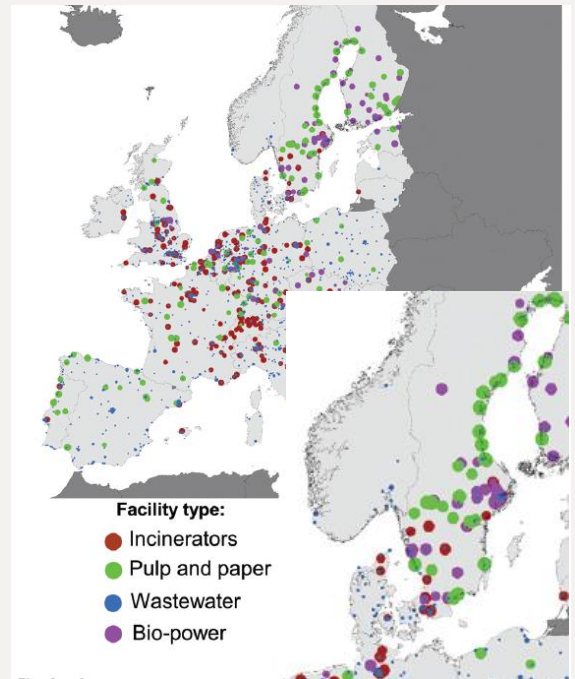 Facility type:
Incinerators
Pulp and paper
Wastewater
Bio-power